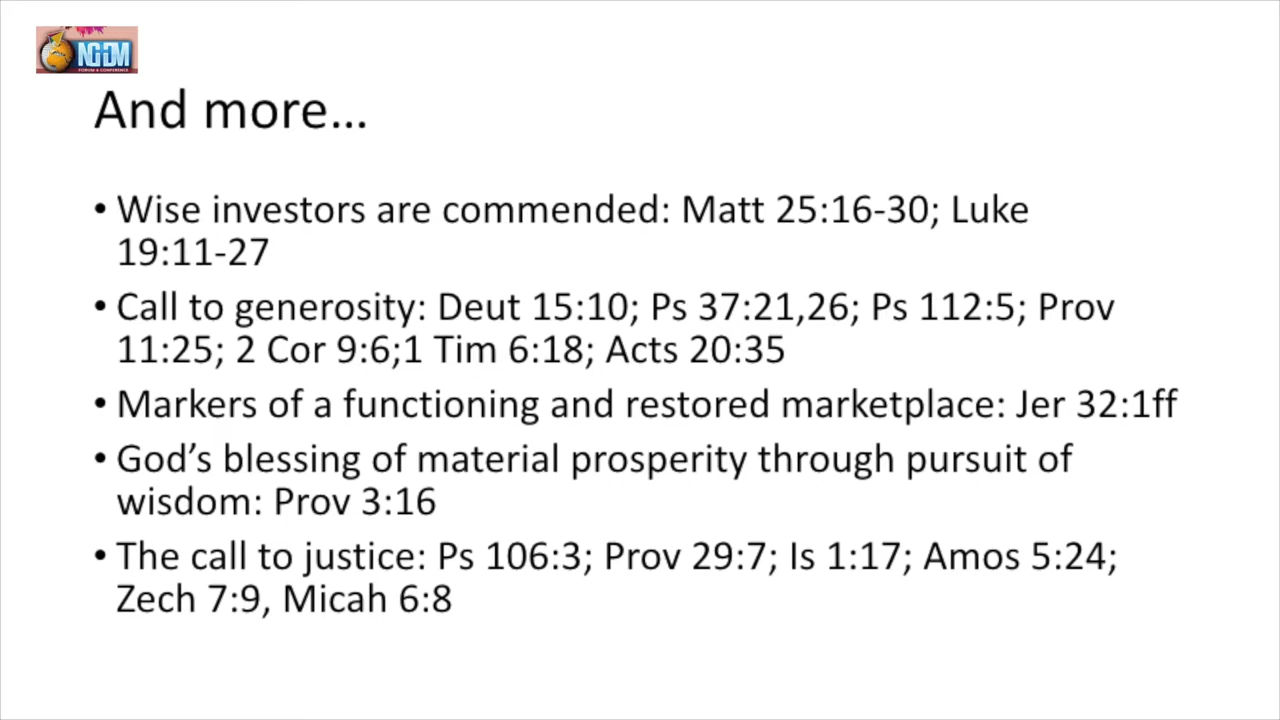 NGDM
FORUM & CONFERENCE
And more...
• Wise investors are commended: Matt 25:16-30; Luke
19:11-27
• Call to generosity: Deut 15:10; Ps 37:21,26; Ps 112:5; Prov
11:25; 2 Cor 9:6;1 Tim 6:18; Acts 20:35
• Markers of a functioning and restored marketplace: Jer 32:1ff
• God’s blessing of material prosperity through pursuit of
wisdom: Prov 3:16
• The call to justice: Ps 106:3; Prov 29:7; Is 1:17; Amos 5:24;
Zech 7:9, Micah 6:8